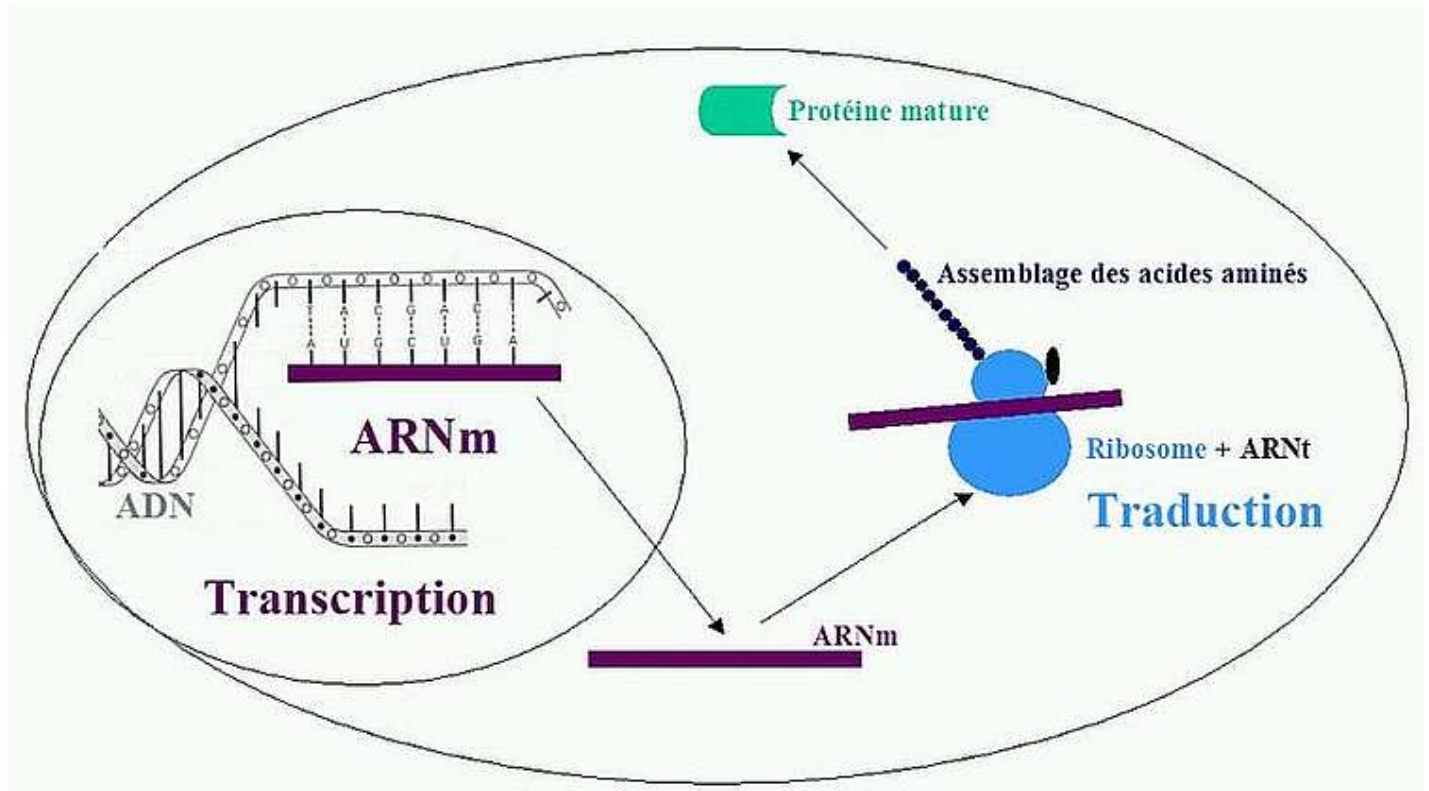 Protéine mature
Assemblage des acides aminés
T A C G A C T
A U G C U G A
ARNm
ADN
Ribosome + ARNt
Traduction
Transcription
ARNm